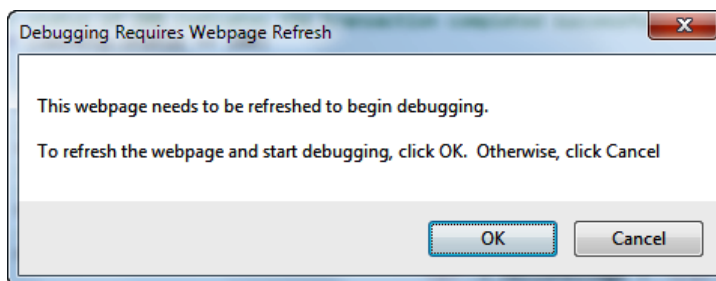 Debugging Requires Webpage Refresh
This webpage needs to be refreshed to begin debugging.
To refresh the webpage and start debugging, click OK.  Otherwise, click Cancel
OK
Cancel